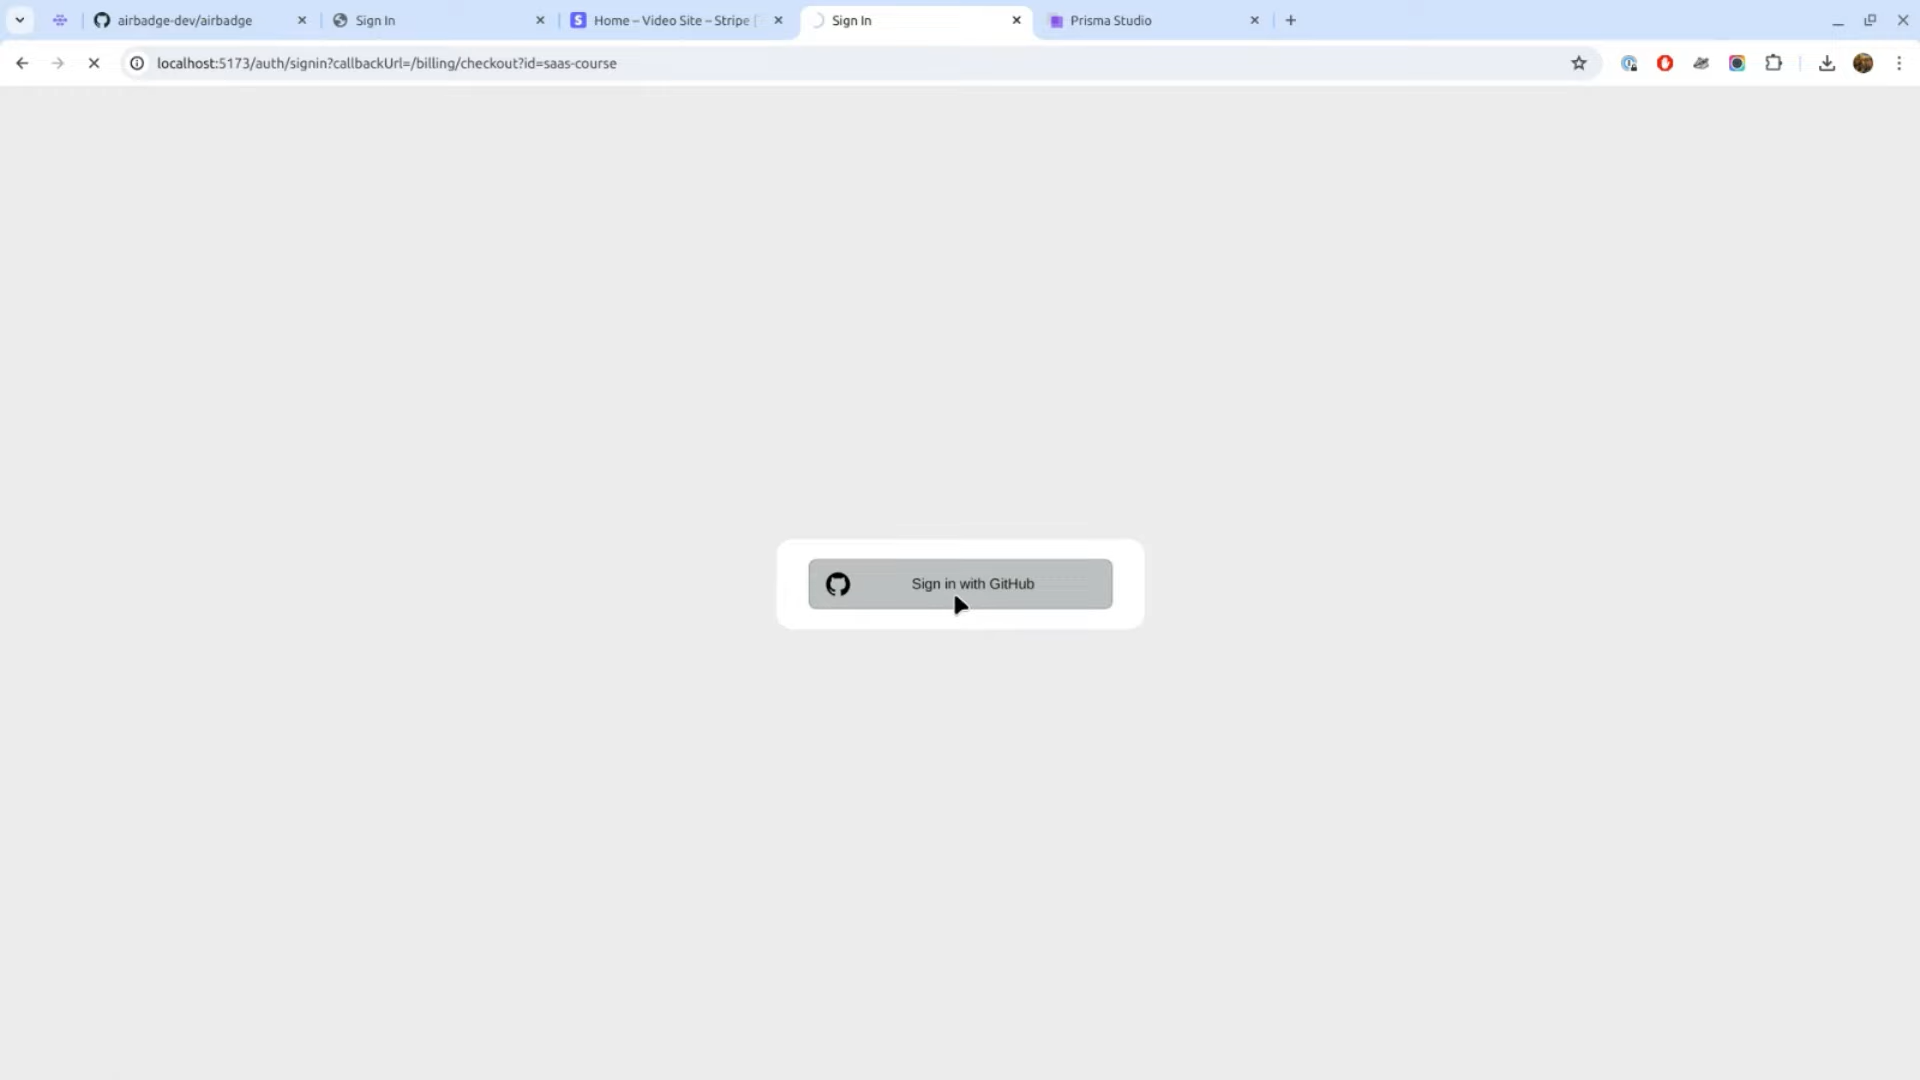 airbadge-dev/airbadge
Sign In
Home – Video Site – Stripe [
Sign In
Prisma Studio
localhost:5173/auth/signin?callbackUrl=/billing/checkout?id=saas-course
Sign in with GitHub